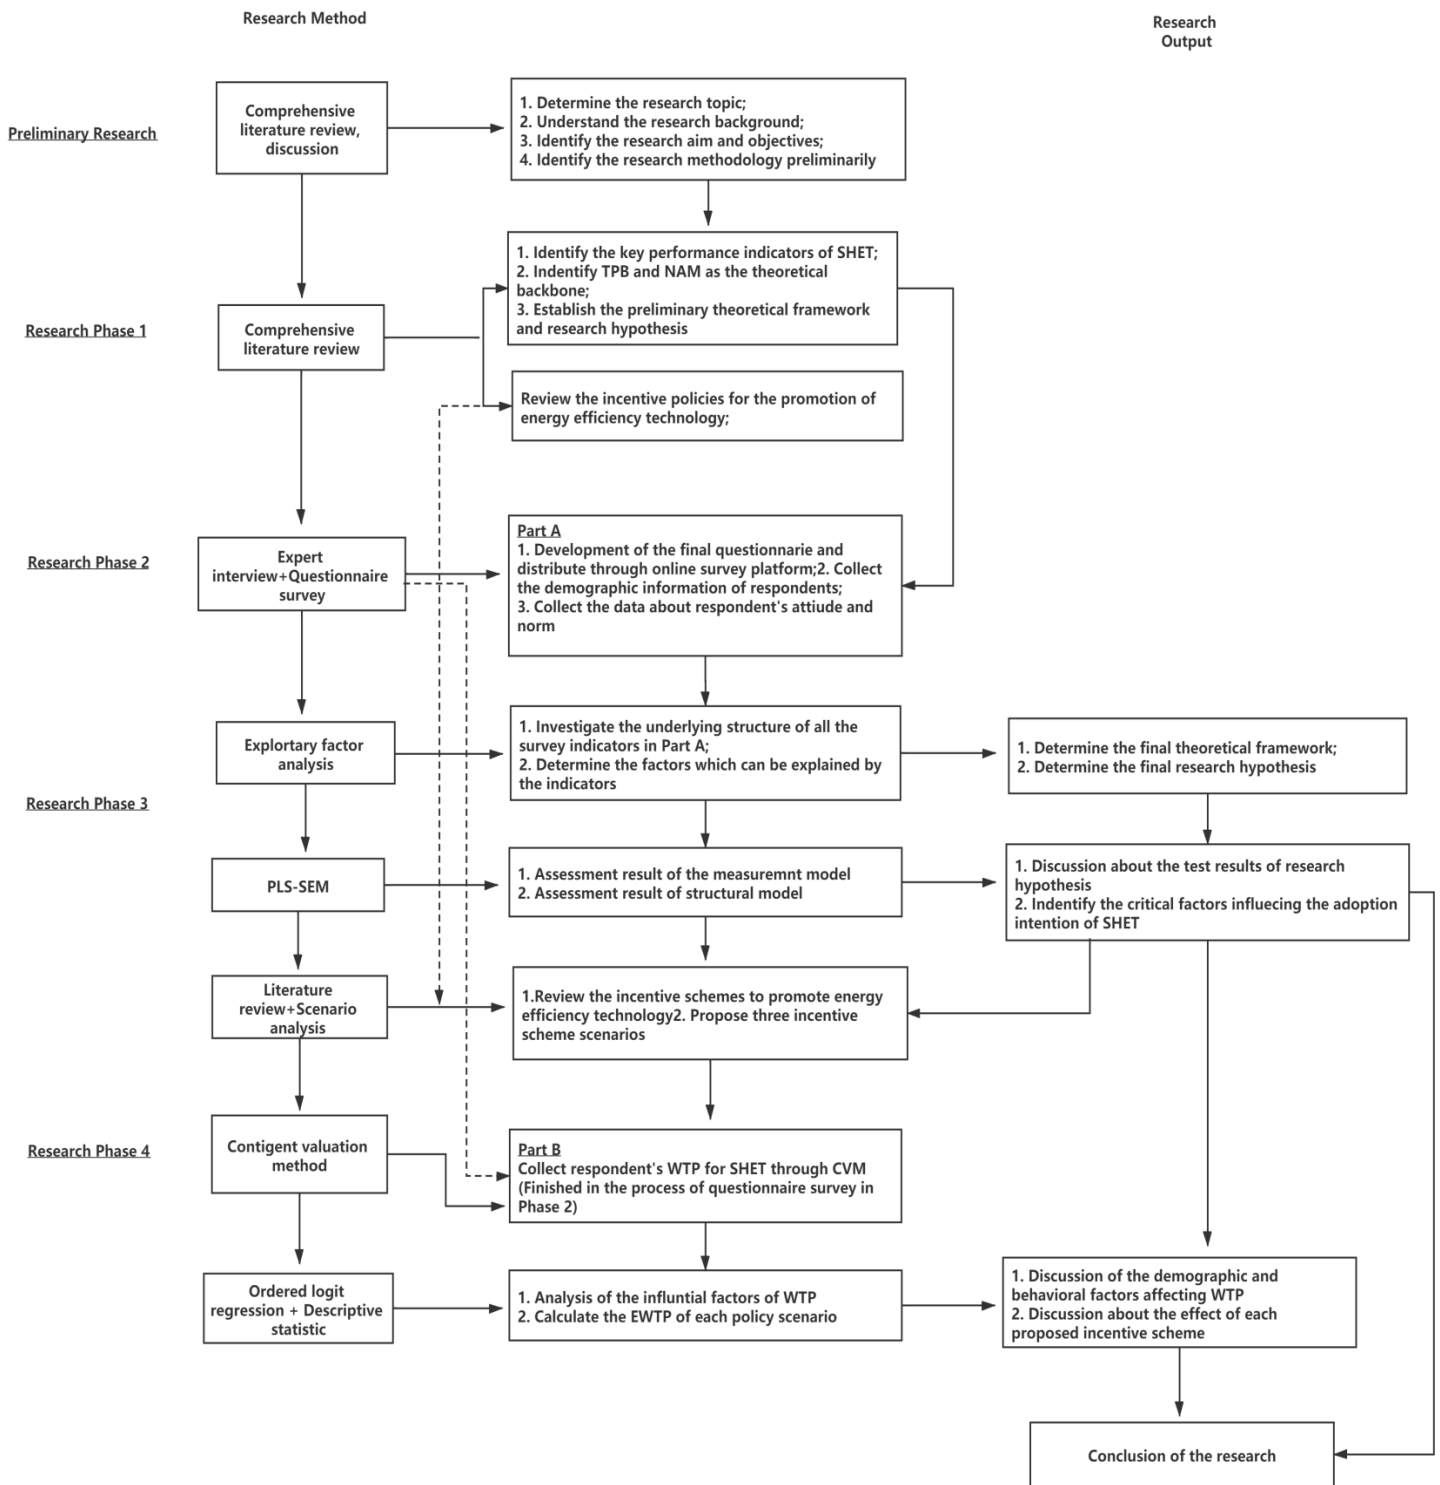 Research Method
Research
Output
Preliminary Research
Comprehensive
literature review,
discussion
1. Determine the research topic;
2. Understand the research background;
3. Identify the research aim and objectives;
4. Identify the research methodology preliminarily
Research Phase 1
Comprehensive
literature review
1. Identify the key performance indicators of SHET;
2. Indentify TPB and NAM as the theoretical
backbone;
3. Establish the preliminary theoretical framework
and research hypothesis
Review the incentive policies for the promotion of
energy efficiency technology;
Research Phase 2
Expert
interview+Questionnaire
survey
Part A
1. Development of the final questionnarie and
distribute through online survey platform;2. Collect
the demographic information of respondents;
3. Collect the data about respondent's attiude and
norm
Research Phase 3
Explortary factor
analysis
1. Investigate the underlying structure of all the
survey indicators in Part A;
2. Determine the factors which can be explained by
the indicators
1. Determine the final theoretical framework;
2. Determine the final research hypothesis
PLS-SEM
1. Assessment result of the measuremnt model
2. Assessment result of structural model
1. Discussion about the test results of research
hypothesis
2. Indentify the critical factors influecing the adoption
intention of SHET
Literature
review+Scenario
analysis
1.Review the incentive schemes to promote energy
efficiency technology2. Propose three incentive
scheme scenarios
Research Phase 4
Contigent valuation
method
Part B
Collect respondent's WTP for SHET through CVM
(Finished in the process of questionnaire survey in
Phase 2)
Ordered logit
regression + Descriptive
statistic
1. Analysis of the influntial factors of WTP
2. Calculate the EWTP of each policy scenario
1. Discussion of the demographic and
behavioral factors affecting WTP
2. Discussion about the effect of each
proposed incentive scheme
Conclusion of the research